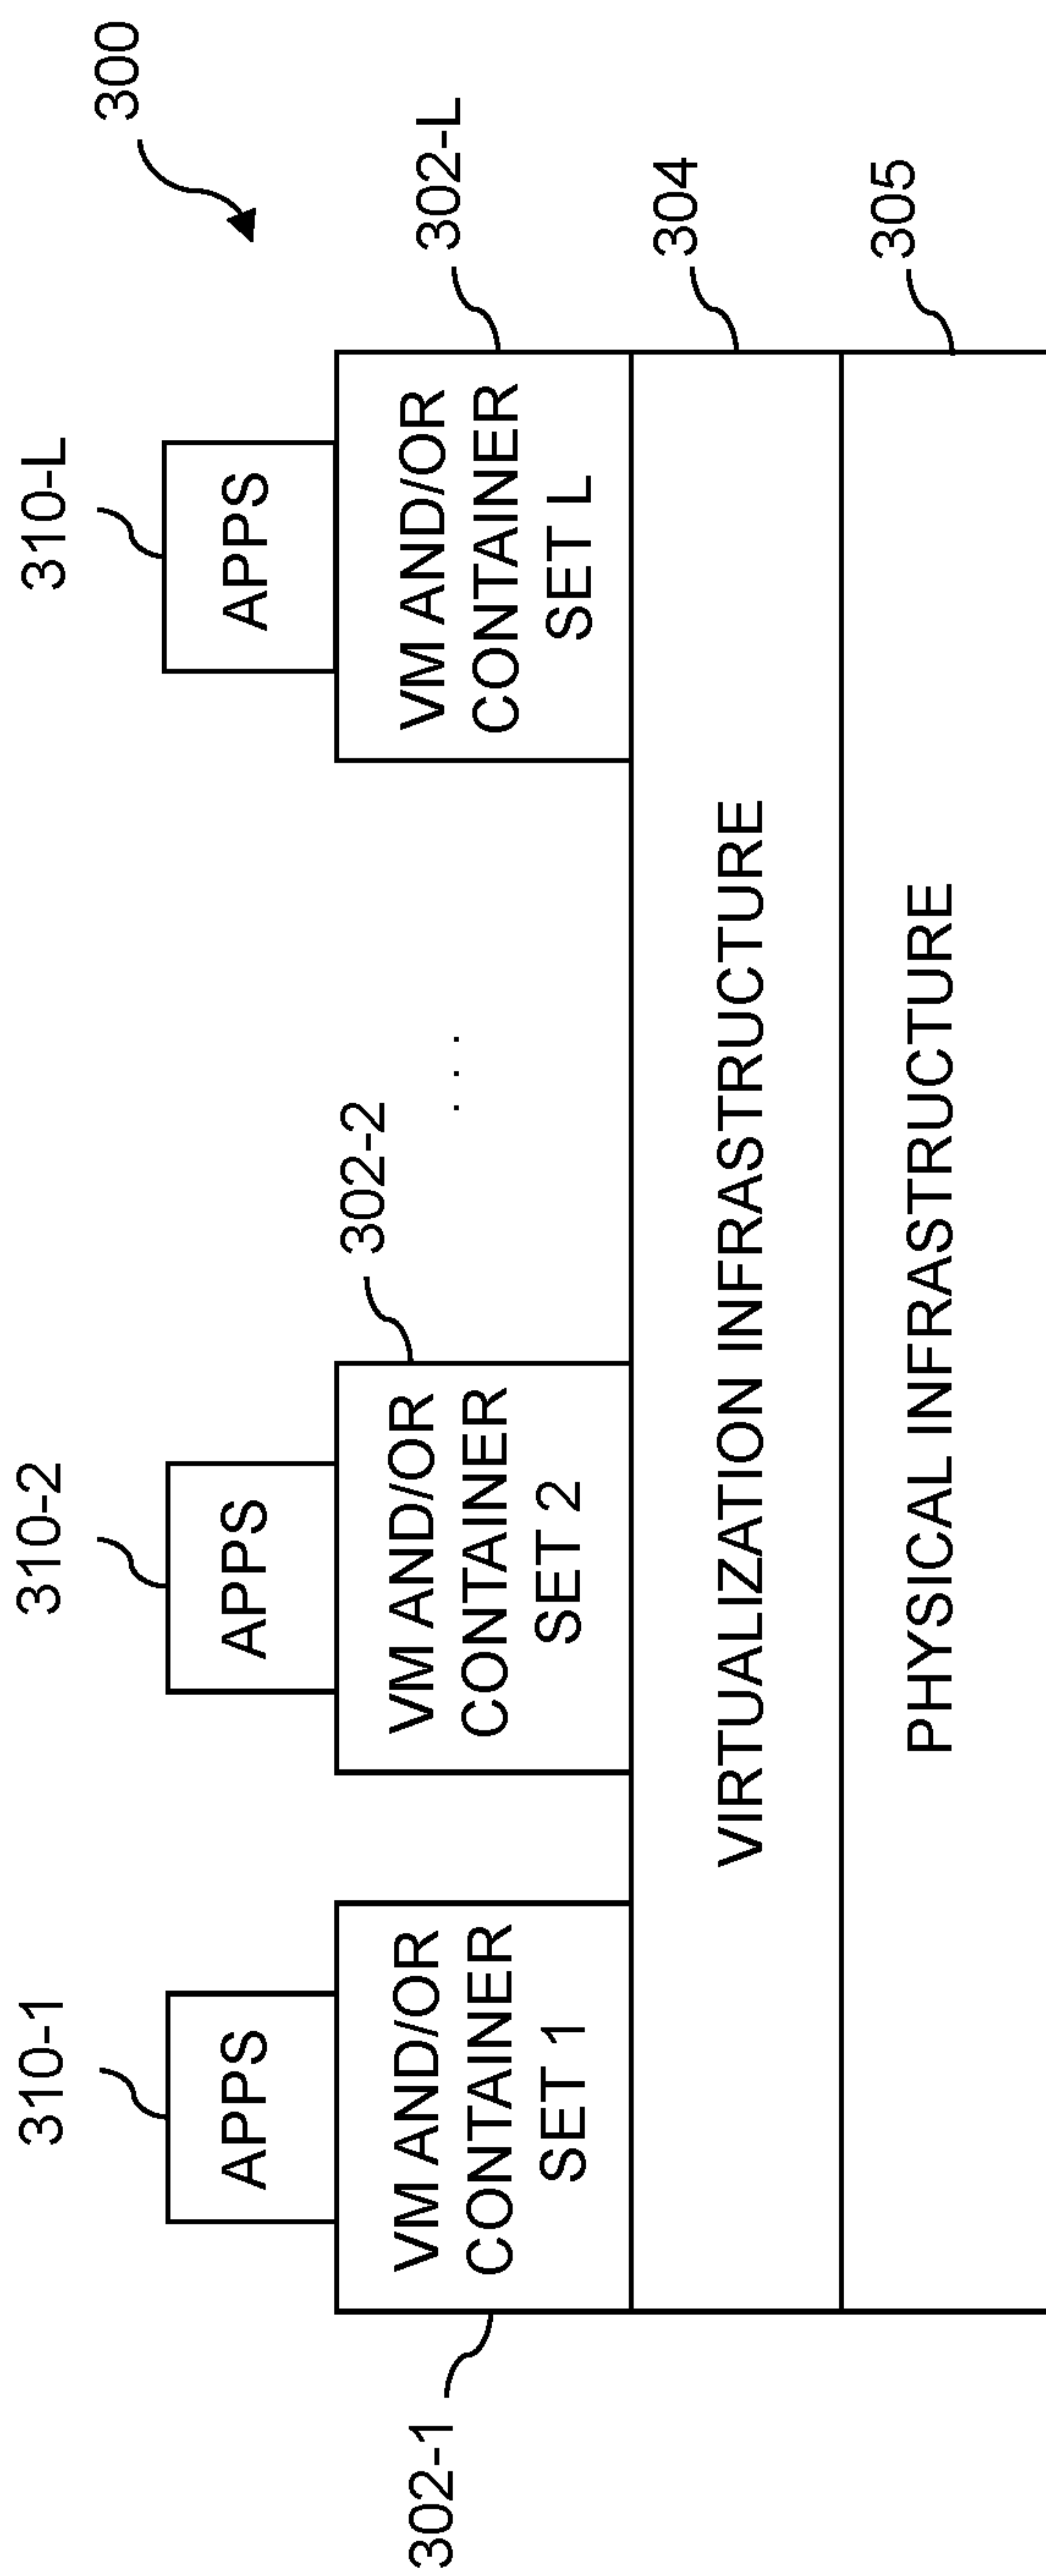 300
310-1
310-2
310-L
APPS
APPS
APPS
302-1
VM AND/OR
CONTAINER
SET 1
VM AND/OR
CONTAINER
SET 2
302-2
. . .
VM AND/OR
CONTAINER
SET L
302-L
VIRTUALIZATION INFRASTRUCTURE
304
PHYSICAL INFRASTRUCTURE
305